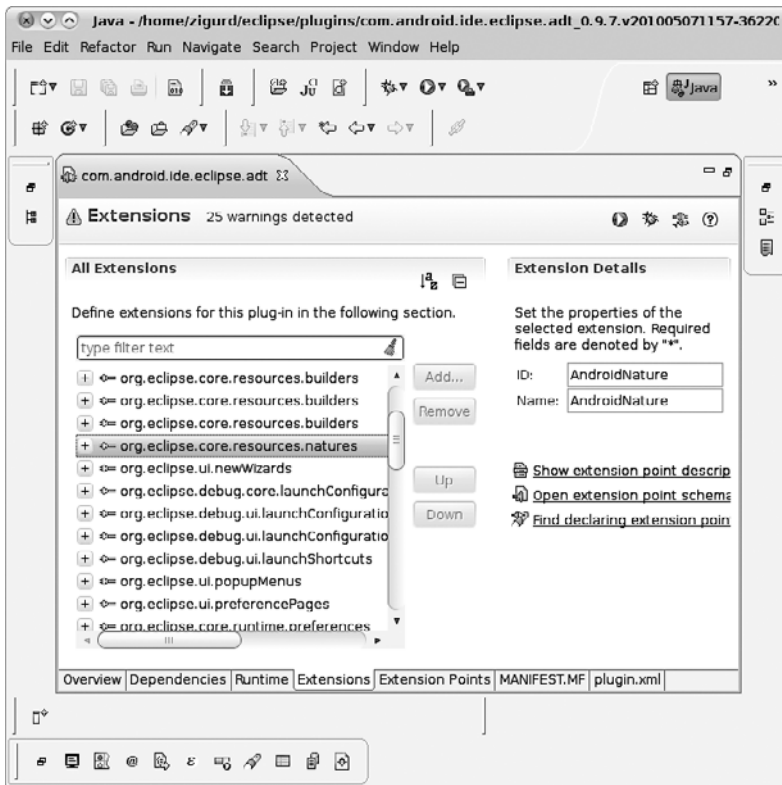 Java - /home/zigurd/eclipse/plugins/com.android.ide.eclipse.adt_0.9.7.v201005071157-36220
File Edit Refactor Run Navigate Search Project Window Help
Java
com.android.ide.eclipse.adt
Extensions 25 warnings detected
All Extensions
Define extensions for this plug-in in the following section.
type filter text
org.eclipse.core.resources.builders
org.eclipse.core.resources.builders
org.eclipse.core.resources.builders
org.eclipse.core.resources.natures
org.eclipse.ui.newWizards
org.eclipse.debug.core.launchConfigura
org.eclipse.debug.ui.launchConfiguratio
org.eclipse.debug.ui.launchConfiguratio
org.eclipse.debug.ui.launchShortcuts
org.eclipse.ui.popupMenus
org.eclipse.ui.preferencePages
org.eclipse.core.runtime.preferences
Add...
Remove
Up
Down
Extension Details
Set the properties of the
selected extension. Required
fields are denoted by "*".
ID: AndroidNature
Name: AndroidNature
Show extension point descrip
Open extension point schema
Find declaring extension poin
Overview Dependencies Runtime Extensions Extension Points MANIFEST.MF plugin.xml